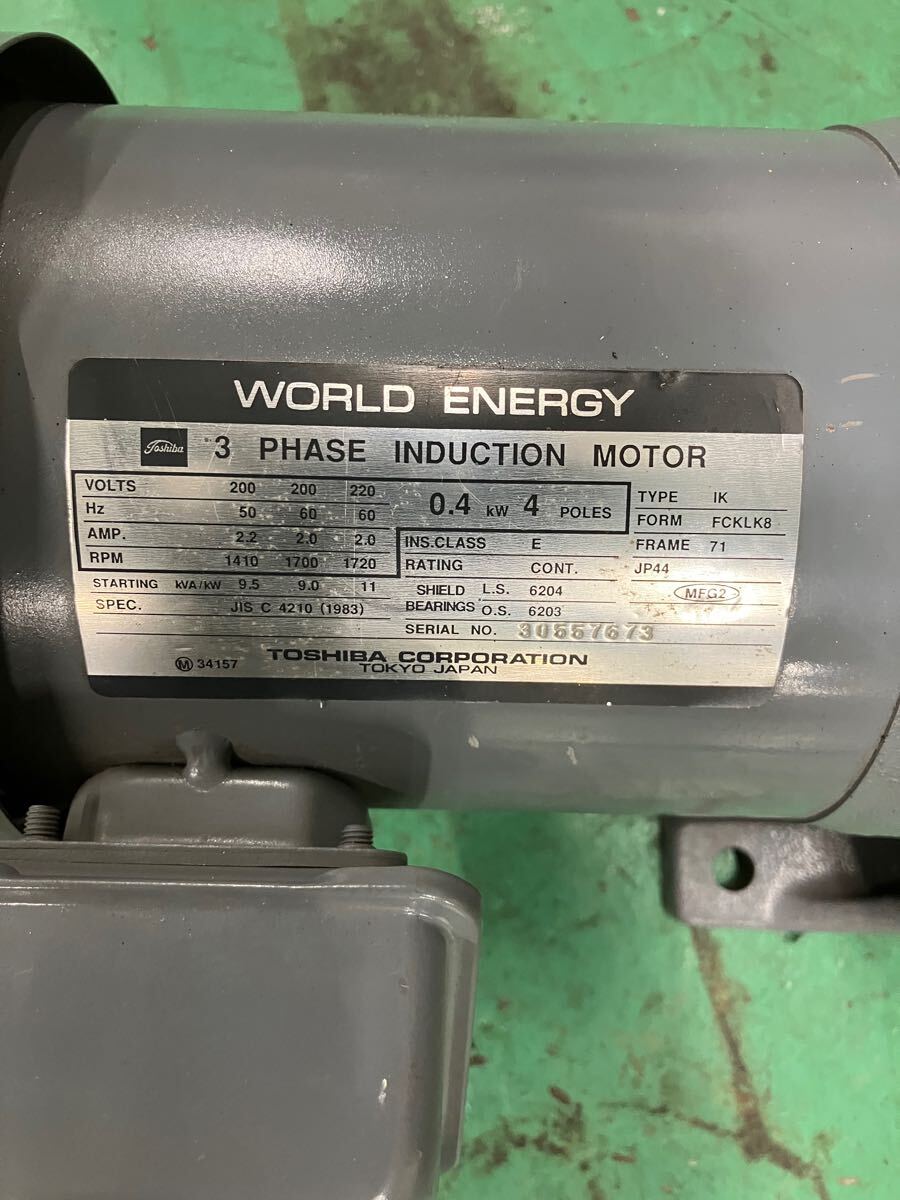 WORLD ENERGY
Toshiba 3 PHASE INDUCTION MOTOR
VOLTS 200 200 220
Hz 50 60 60
AMP. 2.2 2.0 2.0
RPM 1410 1700 1720
STARTING kVA/kW 9.5 9.0 11
SPEC. JIS C 4210 (1983)
0.4 kW 4 POLES
INS.CLASS E
RATING CONT.
SHIELD L.S. 6204
BEARINGS O.S. 6203
SERIAL NO. 30557673
TYPE IK
FORM FCKLK8
FRAME 71
JP44
MFG2
M 34157
TOSHIBA CORPORATION
TOKYO JAPAN